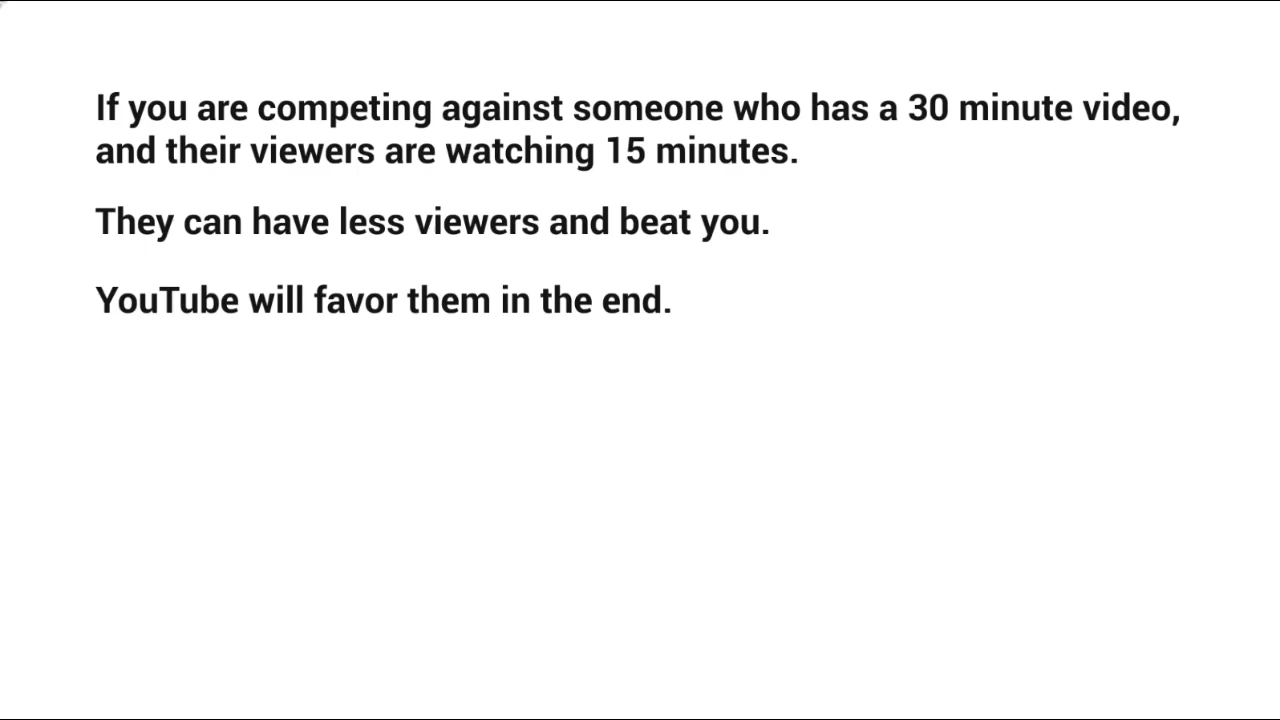 If you are competing against someone who has a 30 minute video,
and their viewers are watching 15 minutes.
They can have less viewers and beat you.
YouTube will favor them in the end.